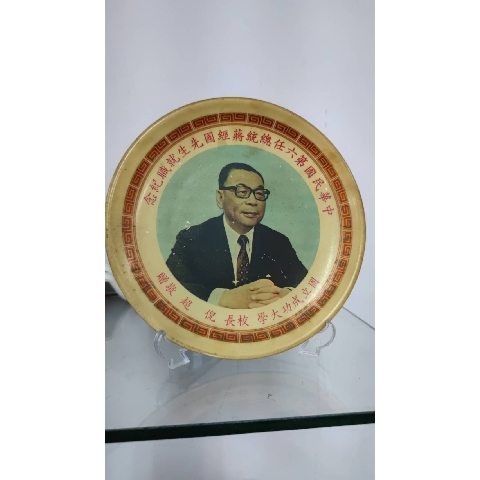 中華民國第六任總統蔣經國先生就職紀念
國立成功大學 校長 倪 超 敬贈